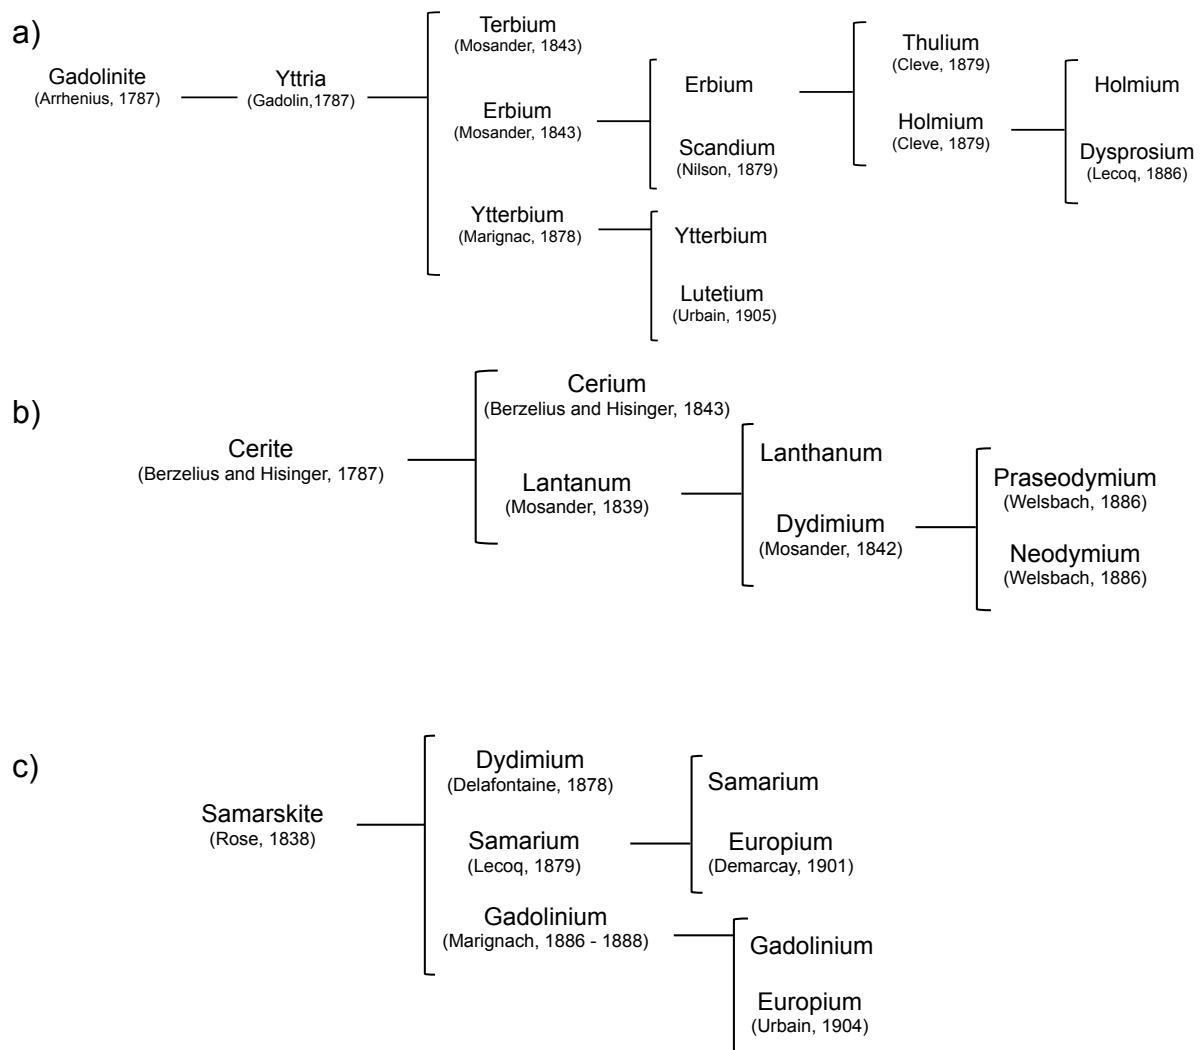 a)
Gadolinite
(Arrhenius, 1787)
Yttria
(Gadolin,1787)
Terbium
(Mosander, 1843)
Erbium
(Mosander, 1843)
Ytterbium
(Marignac, 1878)
Erbium
Scandium
(Nilson, 1879)
Ytterbium
Lutetium
(Urbain, 1905)
Thulium
(Cleve, 1879)
Holmium
(Cleve, 1879)
Holmium
Dysprosium
(Lecoq, 1886)
b)
Cerite
(Berzelius and Hisinger, 1787)
Cerium
(Berzelius and Hisinger, 1843)
Lantanum
(Mosander, 1839)
Lanthanum
Dydimium
(Mosander, 1842)
Praseodymium
(Welsbach, 1886)
Neodymium
(Welsbach, 1886)
c)
Samarskite
(Rose, 1838)
Dydimium
(Delafontaine, 1878)
Samarium
(Lecoq, 1879)
Gadolinium
(Marignach, 1886 - 1888)
Samarium
Europium
(Demarcay, 1901)
Gadolinium
Europium
(Urbain, 1904)